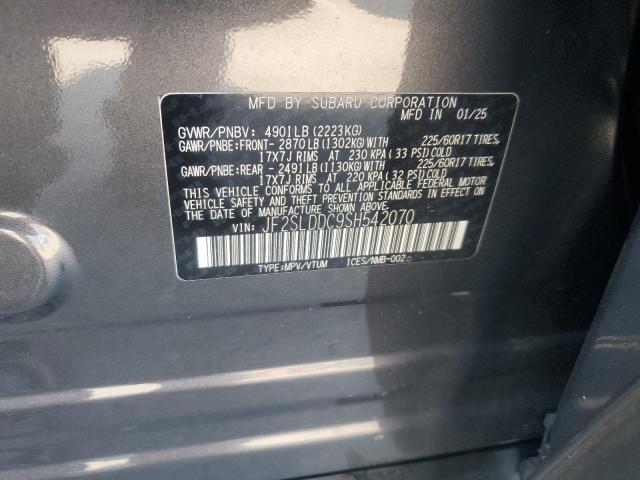 MFD BY SUBARU CORPORATION
MFD IN 01/25
GVWR/PNBV: 4901LB (2223KG)
GAWR/PNBE:FRONT- 2870LB (1302KG) WITH 225/60R17 TIRES,
17X7J RIMS AT 230 KPA (33 PSI) COLD
GAWR/PNBE:REAR - 2491LB (1130KG) WITH 225/60R17 TIRES,
17X7J RIMS AT 220 KPA (32 PSI) COLD
THIS VEHICLE CONFORMS TO ALL APPLICABLE FEDERAL MOTOR
VEHICLE SAFETY STANDARDS IN EFFECT ON
THE DATE OF MANUFACTURE SHOWN ABOVE.
VIN: JF2SLDDC9SH542070
TYPE:MPV/VTUM ICES/NMB-002